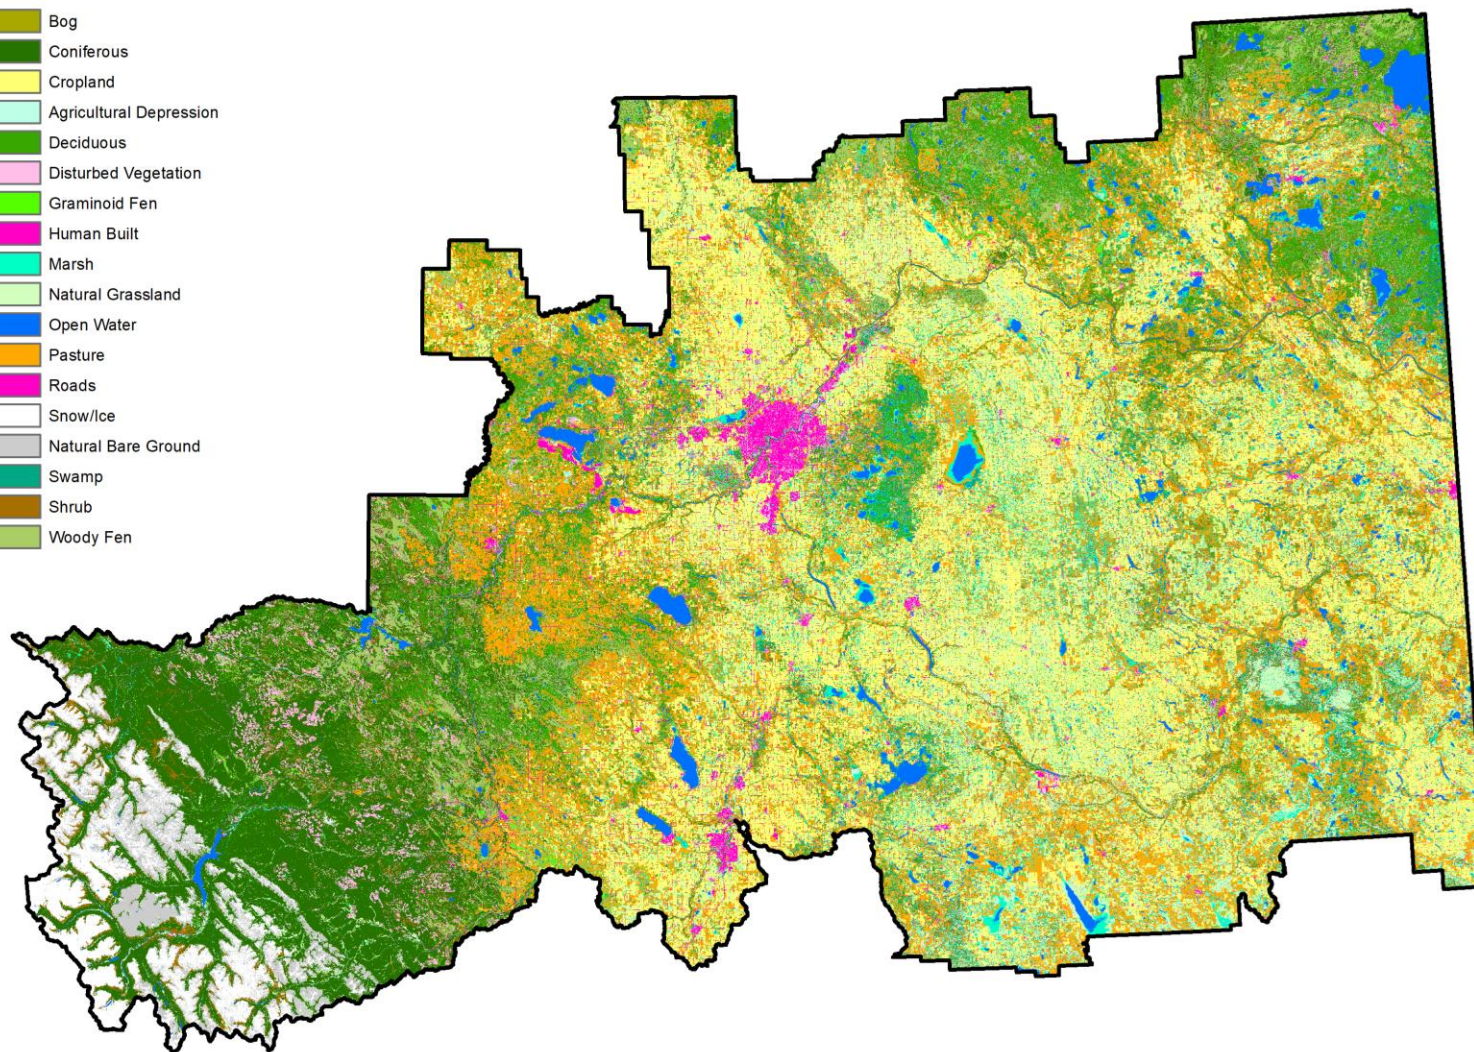 Bog
Coniferous
Cropland
Agricultural Depression
Deciduous
Disturbed Vegetation
Graminoid Fen
Human Built
Marsh
Natural Grassland
Open Water
Pasture
Roads
Snow/Ice
Natural Bare Ground
Swamp
Shrub
Woody Fen